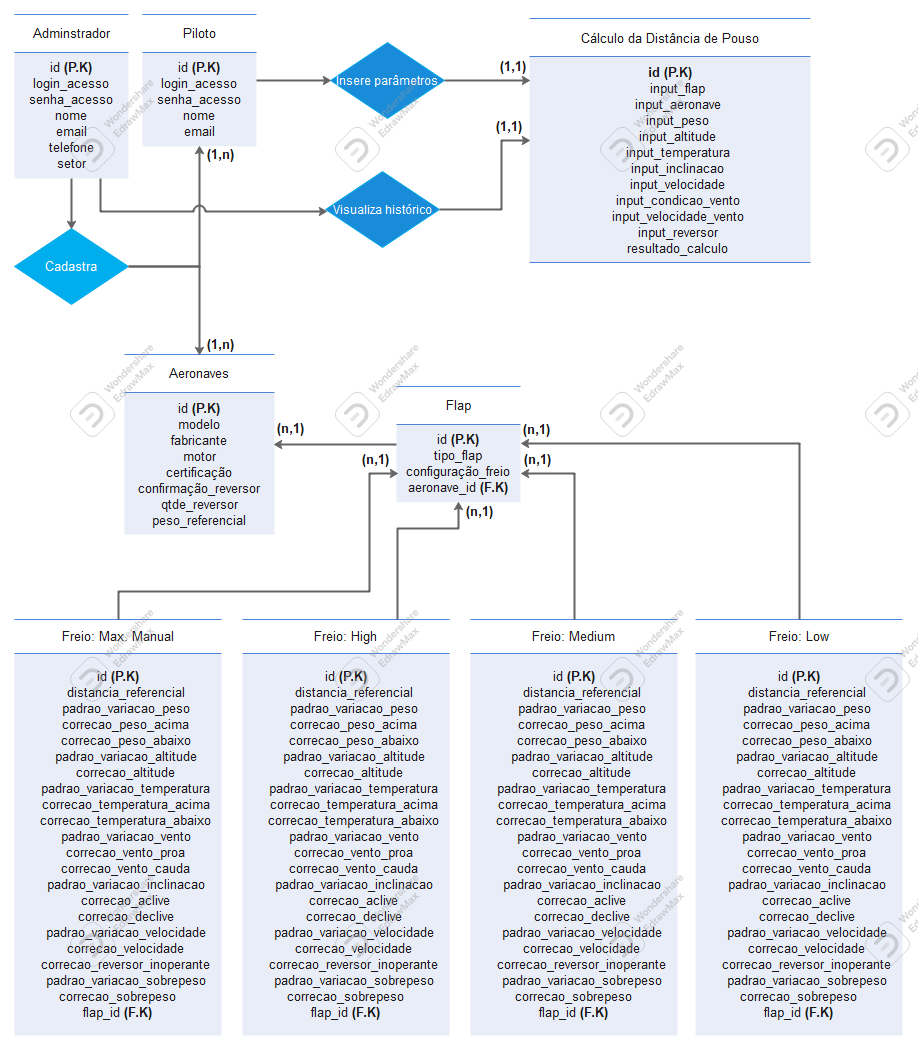 Adminstrador
id (P.K)
login_acesso
senha_acesso
nome
email
telefone
setor
Piloto
id (P.K)
login_acesso
senha_acesso
nome
email
Insere parâmetros
(1,1)
Cálculo da Distância de Pouso
id (P.K)
input_flap
input_aeronave
input_peso
input_altitude
input_temperatura
input_inclinacao
input_velocidade
input_condicao_vento
input_velocidade_vento
input_reversor
resultado_calculo
(1,1)
(1,n)
Visualiza histórico
Cadastra
(1,n)
Aeronaves
id (P.K)
modelo
fabricante
motor
certificação
confirmação_reversor
qtde_reversor
peso_referencial
(n,1)
Flap
id (P.K)
tipo_flap
configuração_freio
aeronave_id (F.K)
(n,1)
(n,1)
(n,1)
(n,1)
Freio: Max. Manual
id (P.K)
distancia_referencial
padrao_variacao_peso
correcao_peso_acima
correcao_peso_abaixo
padrao_variacao_altitude
correcao_altitude
padrao_variacao_temperatura
correcao_temperatura_acima
correcao_temperatura_abaixo
padrao_variacao_vento
correcao_vento_proa
correcao_vento_cauda
padrao_variacao_inclinacao
correcao_aclive
correcao_declive
padrao_variacao_velocidade
correcao_velocidade
correcao_reversor_inoperante
padrao_variacao_sobrepeso
correcao_sobrepeso
flap_id (F.K)
Freio: High
id (P.K)
distancia_referencial
padrao_variacao_peso
correcao_peso_acima
correcao_peso_abaixo
padrao_variacao_altitude
correcao_altitude
padrao_variacao_temperatura
correcao_temperatura_acima
correcao_temperatura_abaixo
padrao_variacao_vento
correcao_vento_proa
correcao_vento_cauda
padrao_variacao_inclinacao
correcao_aclive
correcao_declive
padrao_variacao_velocidade
correcao_velocidade
correcao_reversor_inoperante
padrao_variacao_sobrepeso
correcao_sobrepeso
flap_id (F.K)
Freio: Medium
id (P.K)
distancia_referencial
padrao_variacao_peso
correcao_peso_acima
correcao_peso_abaixo
padrao_variacao_altitude
correcao_altitude
padrao_variacao_temperatura
correcao_temperatura_acima
correcao_temperatura_abaixo
padrao_variacao_vento
correcao_vento_proa
correcao_vento_cauda
padrao_variacao_inclinacao
correcao_aclive
correcao_declive
padrao_variacao_velocidade
correcao_velocidade
correcao_reversor_inoperante
padrao_variacao_sobrepeso
correcao_sobrepeso
flap_id (F.K)
Freio: Low
id (P.K)
distancia_referencial
padrao_variacao_peso
correcao_peso_acima
correcao_peso_abaixo
padrao_variacao_altitude
correcao_altitude
padrao_variacao_temperatura
correcao_temperatura_acima
correcao_temperatura_abaixo
padrao_variacao_vento
correcao_vento_proa
correcao_vento_cauda
padrao_variacao_inclinacao
correcao_aclive
correcao_declive
padrao_variacao_velocidade
correcao_velocidade
correcao_reversor_inoperante
padrao_variacao_sobrepeso
correcao_sobrepeso
flap_id (F.K)
Wondershare
EdrawMax